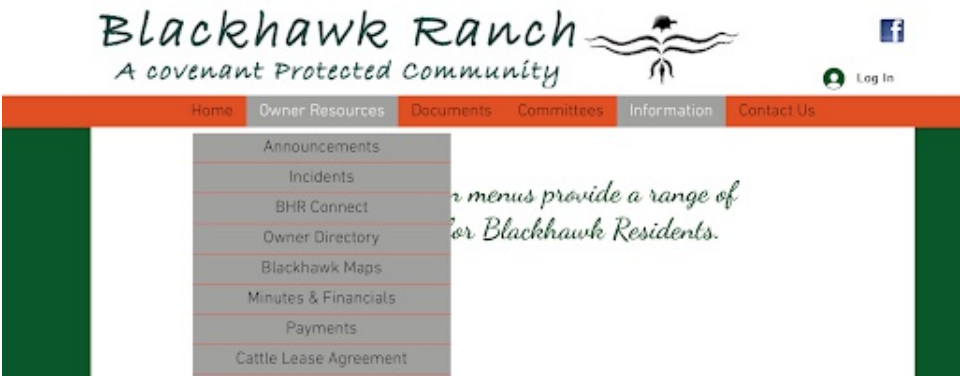 Blackhawk Ranch
A covenant Protected Community
Log In
Home Owner Resources Documents Committees Information Contact Us
Announcements
Incidents
BHR Connect
Owner Directory
Blackhawk Maps
Minutes & Financials
Payments
Cattle Lease Agreement
menus provide a range of
for Blackhawk Residents.